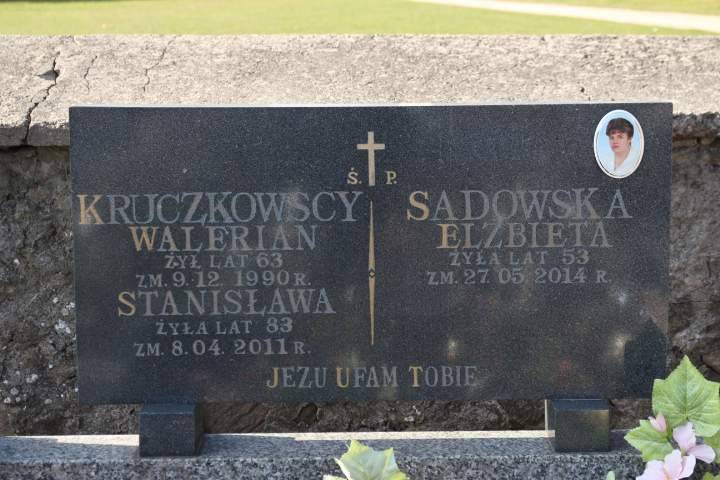 Ś. P.
KRUCZKOWSCY
WALERIAN
ŻYŁ LAT 63
ZM. 9.12.1990 R.
STANISŁAWA
ŻYŁA LAT 83
ZM. 8.04.2011 R.
SADOWSKA
ELŻBIETA
ŻYŁA LAT 53
ZM. 27.05.2014 R.
JEZU UFAM TOBIE